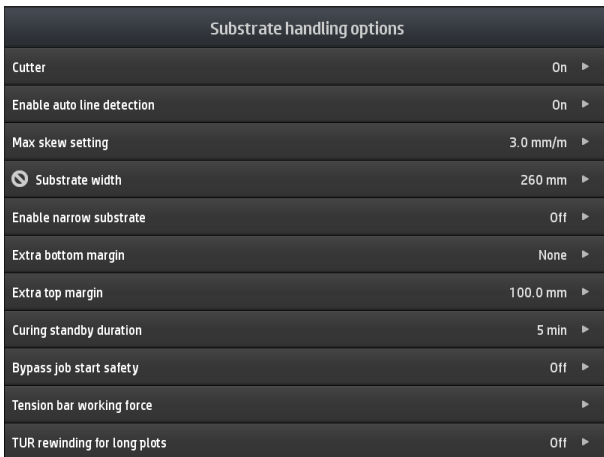 Substrate handling options
Cutter On
Enable auto line detection On
Max skew setting 3.0 mm/m
Substrate width 260 mm
Enable narrow substrate Off
Extra bottom margin None
Extra top margin 100.0 mm
Curing standby duration 5 min
Bypass job start safety Off
Tension bar working force
TUR rewinding for long plots Off